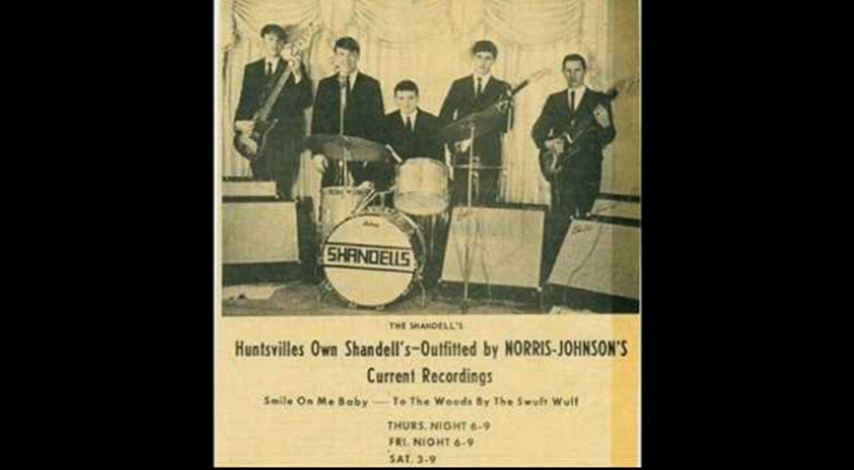 SHANDELLS
THE SHANDELL'S
Huntsvilles Own Shandell's-Outfitted by NORRIS-JOHNSON'S
Current Recordings
Smile On Me Baby — To The Woods By The Swuft Wulf
THURS. NIGHT 6-9
FRI. NIGHT 6-9
SAT. 3-9